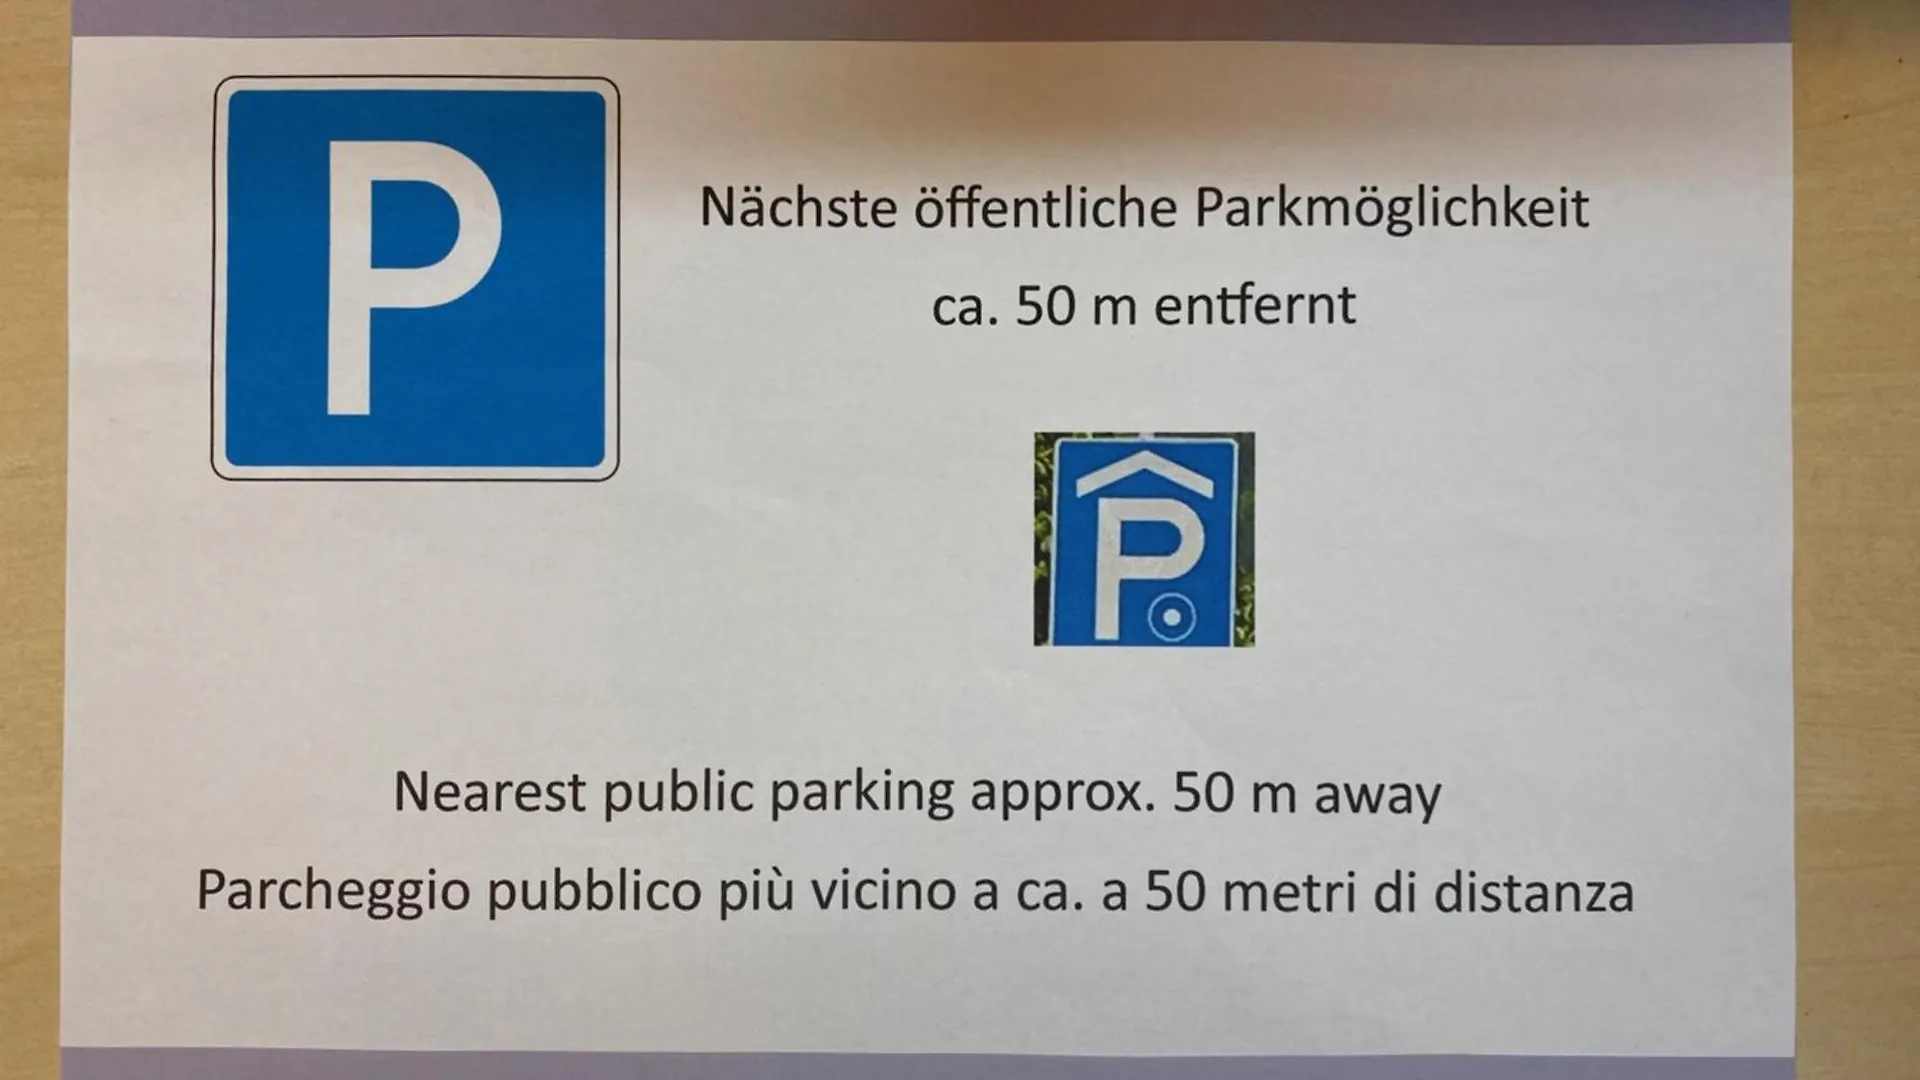 P
Nächste öffentliche Parkmöglichkeit
ca. 50 m entfernt
P
Nearest public parking approx. 50 m away
Parcheggio pubblico più vicino a ca. a 50 metri di distanza